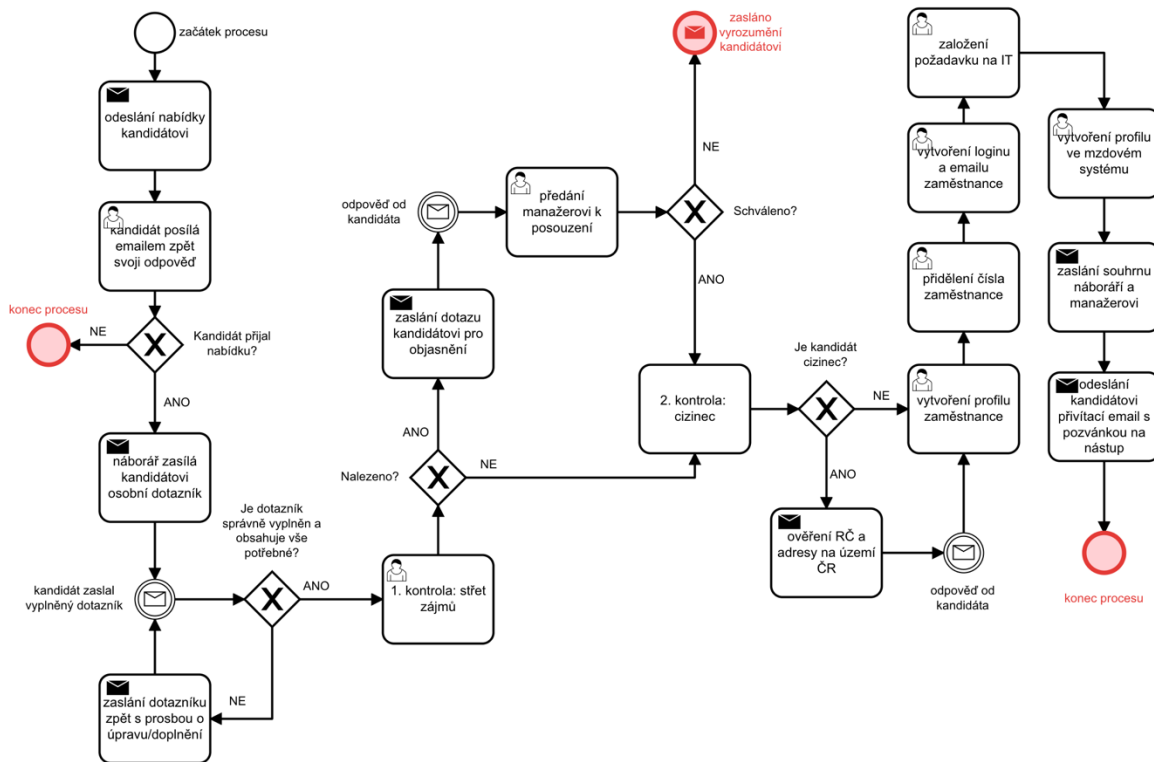 začátek procesu
odeslání nabídky
kandidátovi
kandidát posílá
emailem zpět
svoji odpověď
konec procesu
NE
Kandidát přijal
nabídku?
ANO
náborář zasílá
kandidátovi
osobní dotazník
Je dotazník
správně vyplněn a
obsahuje vše
potřebné?
kandidát zaslal
vyplněný dotazník
ANO
NE
zaslání dotazníku
zpět s prosbou o
úpravu/doplnění
1. kontrola: střet
zájmů
Nalezeno?
ANO
NE
zaslání dotazu
kandidátovi pro
objasnění
odpověď od
kandidáta
předání
manažerovi k
posouzení
Schváleno?
NE
zasláno
vyrozumění
kandidátovi
ANO
2. kontrola:
cizinec
Je kandidát
cizinec?
NE
ANO
ověření RČ a
adresy na území
ČR
odpověď od
kandidáta
vytvoření profilu
zaměstnance
přidělení čísla
zaměstnance
vytvoření loginu
a emailu
zaměstnance
založení
požadavku na IT
vytvoření profilu
ve mzdovém
systému
zaslání souhrnu
náboráří a
manažerovi
odeslání
kandidátovi
přivítací email s
pozvánkou na
nástup
konec procesu